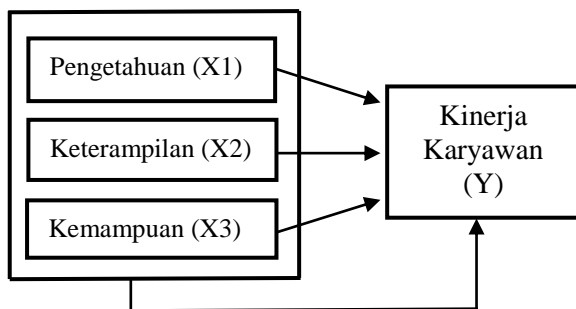 Pengetahuan (X1)
Keterampilan (X2)
Kemampuan (X3)
Kinerja
Karyawan
(Y)